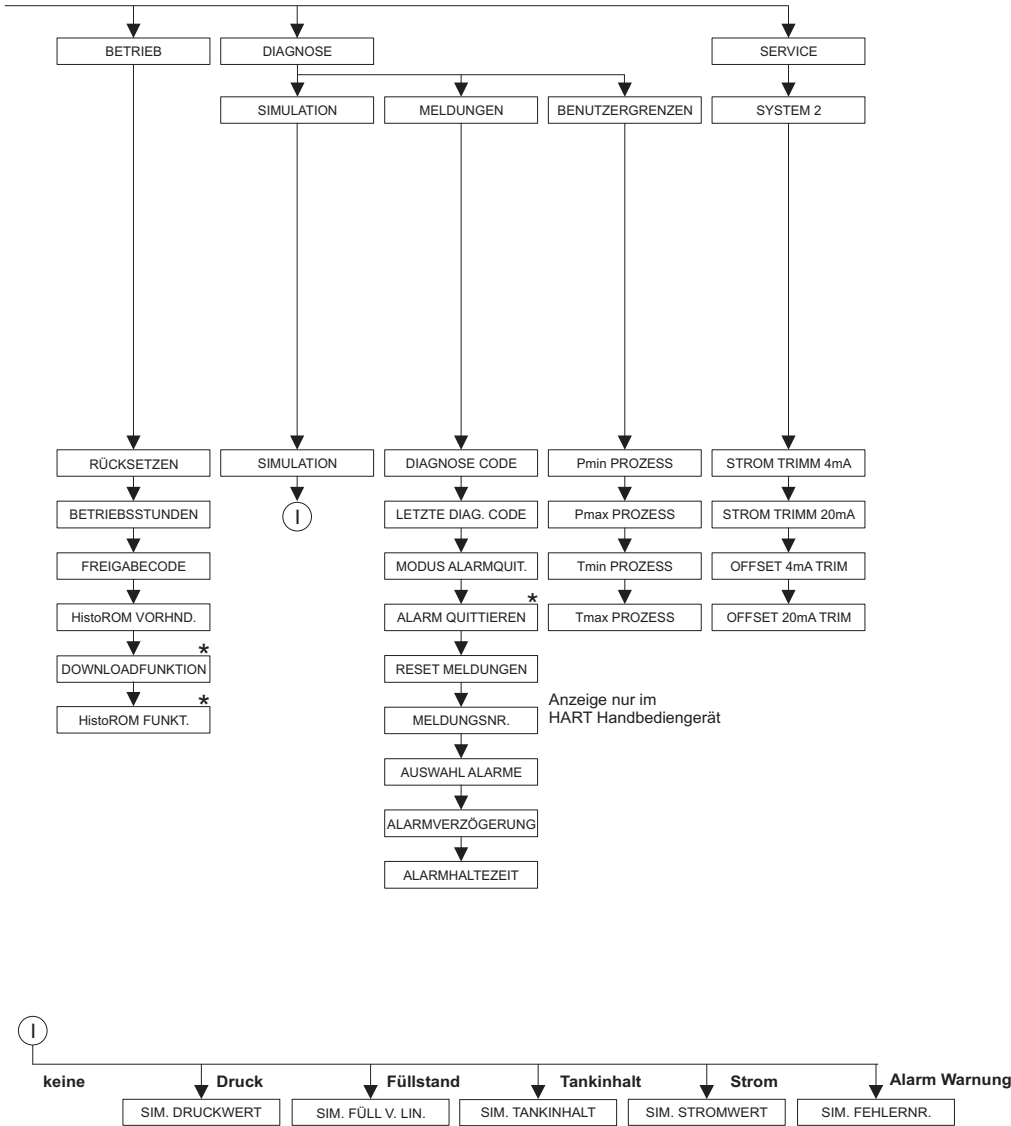 BETRIEB
DIAGNOSE
SERVICE
SIMULATION
MELDUNGEN
BENUTZERGRENZEN
SYSTEM 2
RÜCKSETZEN
SIMULATION
DIAGNOSE CODE
Pmin PROZESS
STROM TRIMM 4mA
BETRIEBSSTUNDEN
I
LETZTE DIAG. CODE
Pmax PROZESS
STROM TRIMM 20mA
FREIGABECODE
MODUS ALARMQUIT.
Tmin PROZESS
OFFSET 4mA TRIM
HistoROM VORHND.
*
ALARM QUITTIEREN
Tmax PROZESS
OFFSET 20mA TRIM
*
DOWNLOADFUNKTION
RESET MELDUNGEN
*
HistoROM FUNKT.
MELDUNGSNR.
Anzeige nur im
HART Handbediengerät
AUSWAHL ALARME
ALARMVERZÖGERUNG
ALARMHALTEZEIT
I
keine
Druck
Füllstand
Tankinhalt
Strom
Alarm Warnung
SIM. DRUCKWERT
SIM. FÜLL V. LIN.
SIM. TANKINHALT
SIM. STROMWERT
SIM. FEHLERNR.